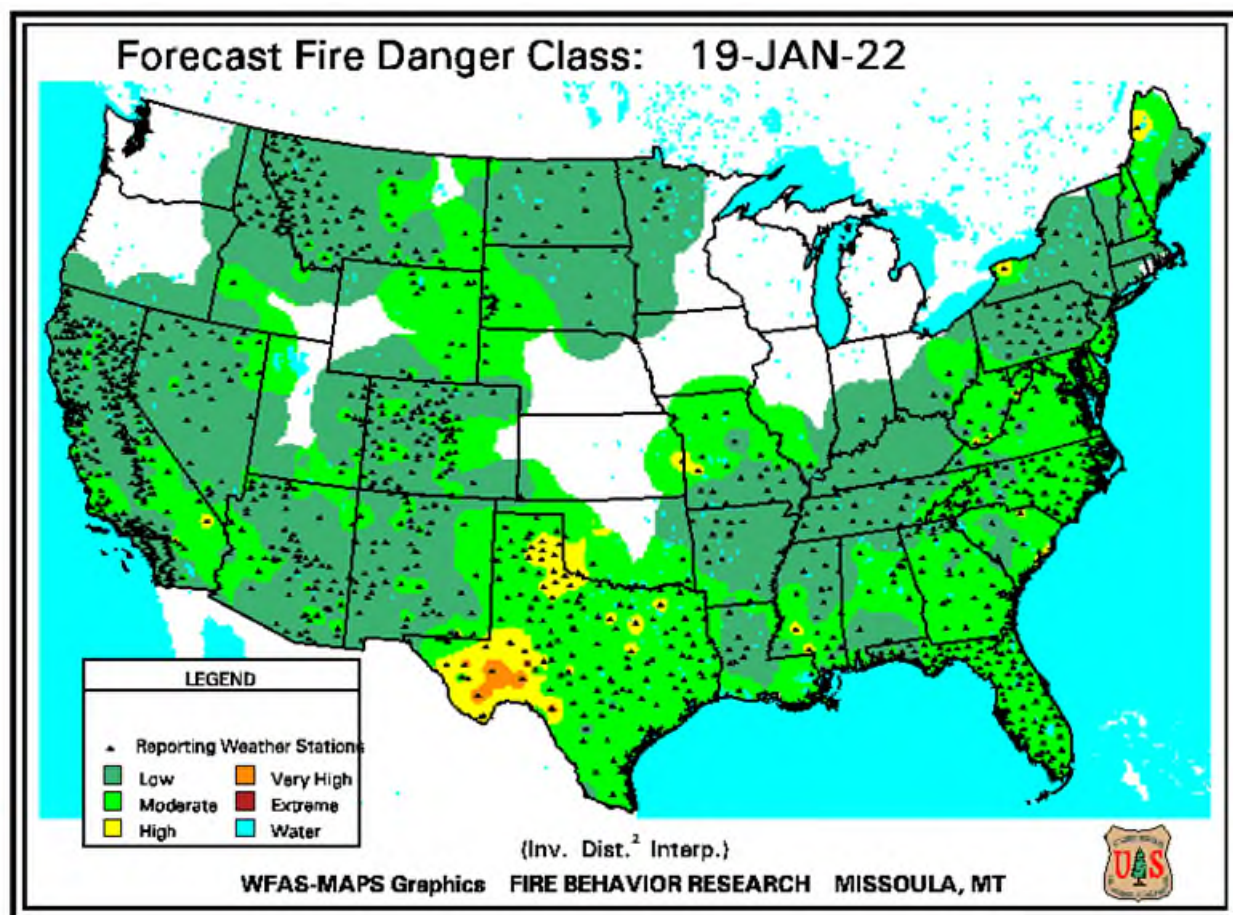 Forecast Fire Danger Class: 19-JAN-22
LEGEND
Reporting Weather Stations
Low
Very High
Moderate
Extreme
High
Water
(Inv. Dist.² Interp.)
WFAS-MAPS Graphics FIRE BEHAVIOR RESEARCH MISSOULA, MT
US